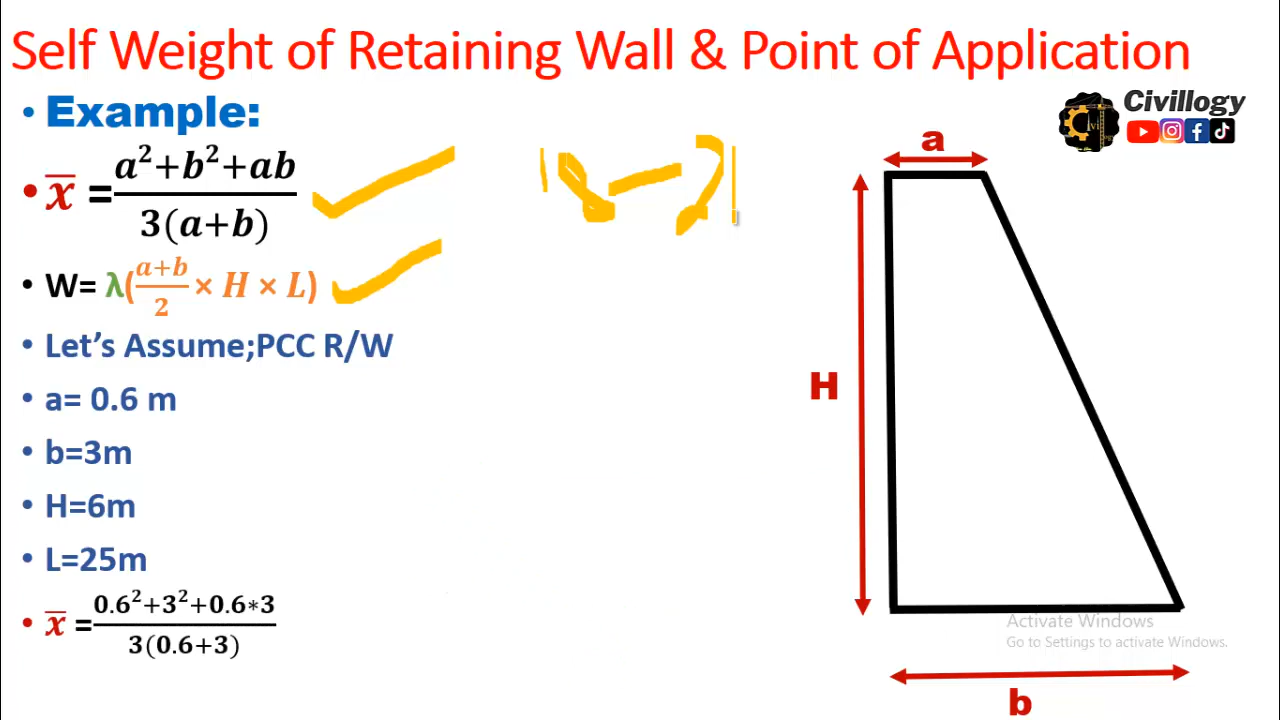 Self Weight of Retaining Wall & Point of Application
• Example:
• x̅ = (a²+b²+ab)/(3(a+b))
• W= λ((a+b)/2 × H × L)
• Let's Assume;PCC R/W
• a= 0.6 m
• b=3m
• H=6m
• L=25m
• x̅ = (0.6²+3²+0.6*3)/(3(0.6+3))
Civillogy
a
H
b
Activate Windows
Go to Settings to activate Windows.